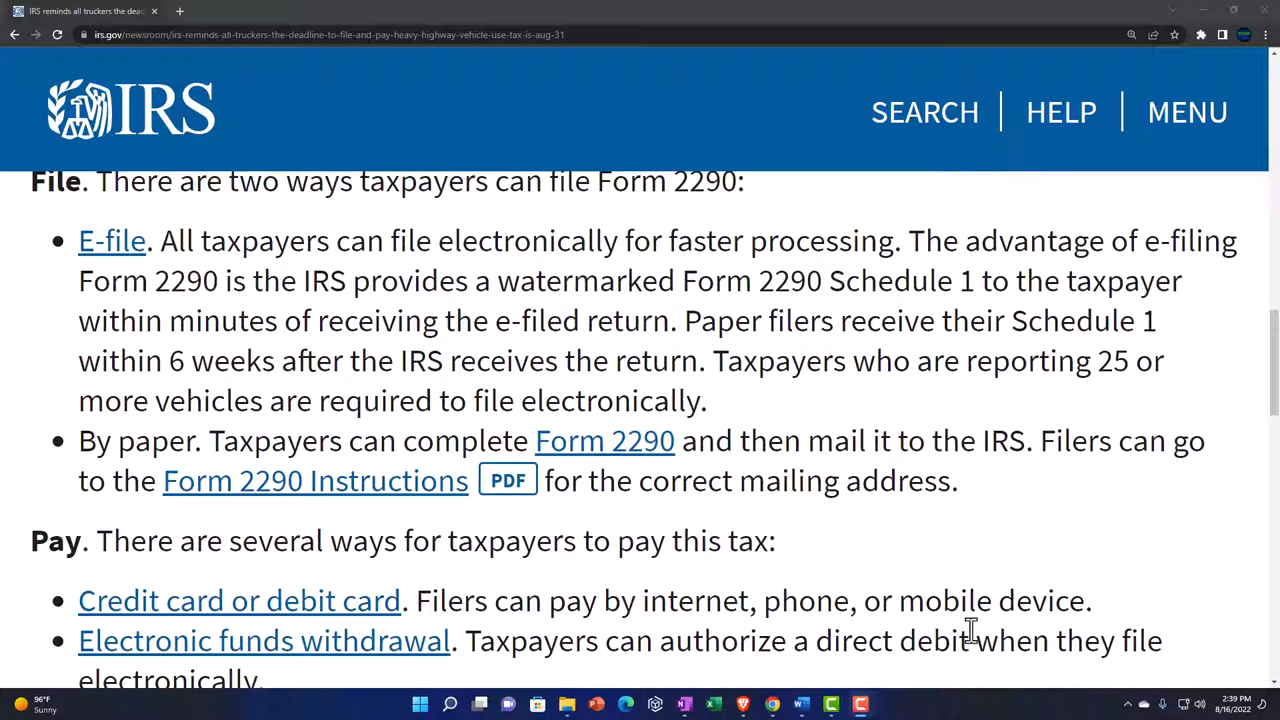 IRS reminds all truckers the dea
irs.gov/newsroom/irs-reminds-all-truckers-the-deadline-to-file-and-pay-heavy-highway-vehicle-use-tax-is-aug-31
IRS
SEARCH
HELP
MENU
File. There are two ways taxpayers can file Form 2290:
E-file. All taxpayers can file electronically for faster processing. The advantage of e-filing
Form 2290 is the IRS provides a watermarked Form 2290 Schedule 1 to the taxpayer
within minutes of receiving the e-filed return. Paper filers receive their Schedule 1
within 6 weeks after the IRS receives the return. Taxpayers who are reporting 25 or
more vehicles are required to file electronically.
By paper. Taxpayers can complete Form 2290 and then mail it to the IRS. Filers can go
to the Form 2290 Instructions PDF for the correct mailing address.
Pay. There are several ways for taxpayers to pay this tax:
Credit card or debit card. Filers can pay by internet, phone, or mobile device.
Electronic funds withdrawal. Taxpayers can authorize a direct debit when they file
electronically.
96°F
Sunny
2:39 PM
8/16/2022